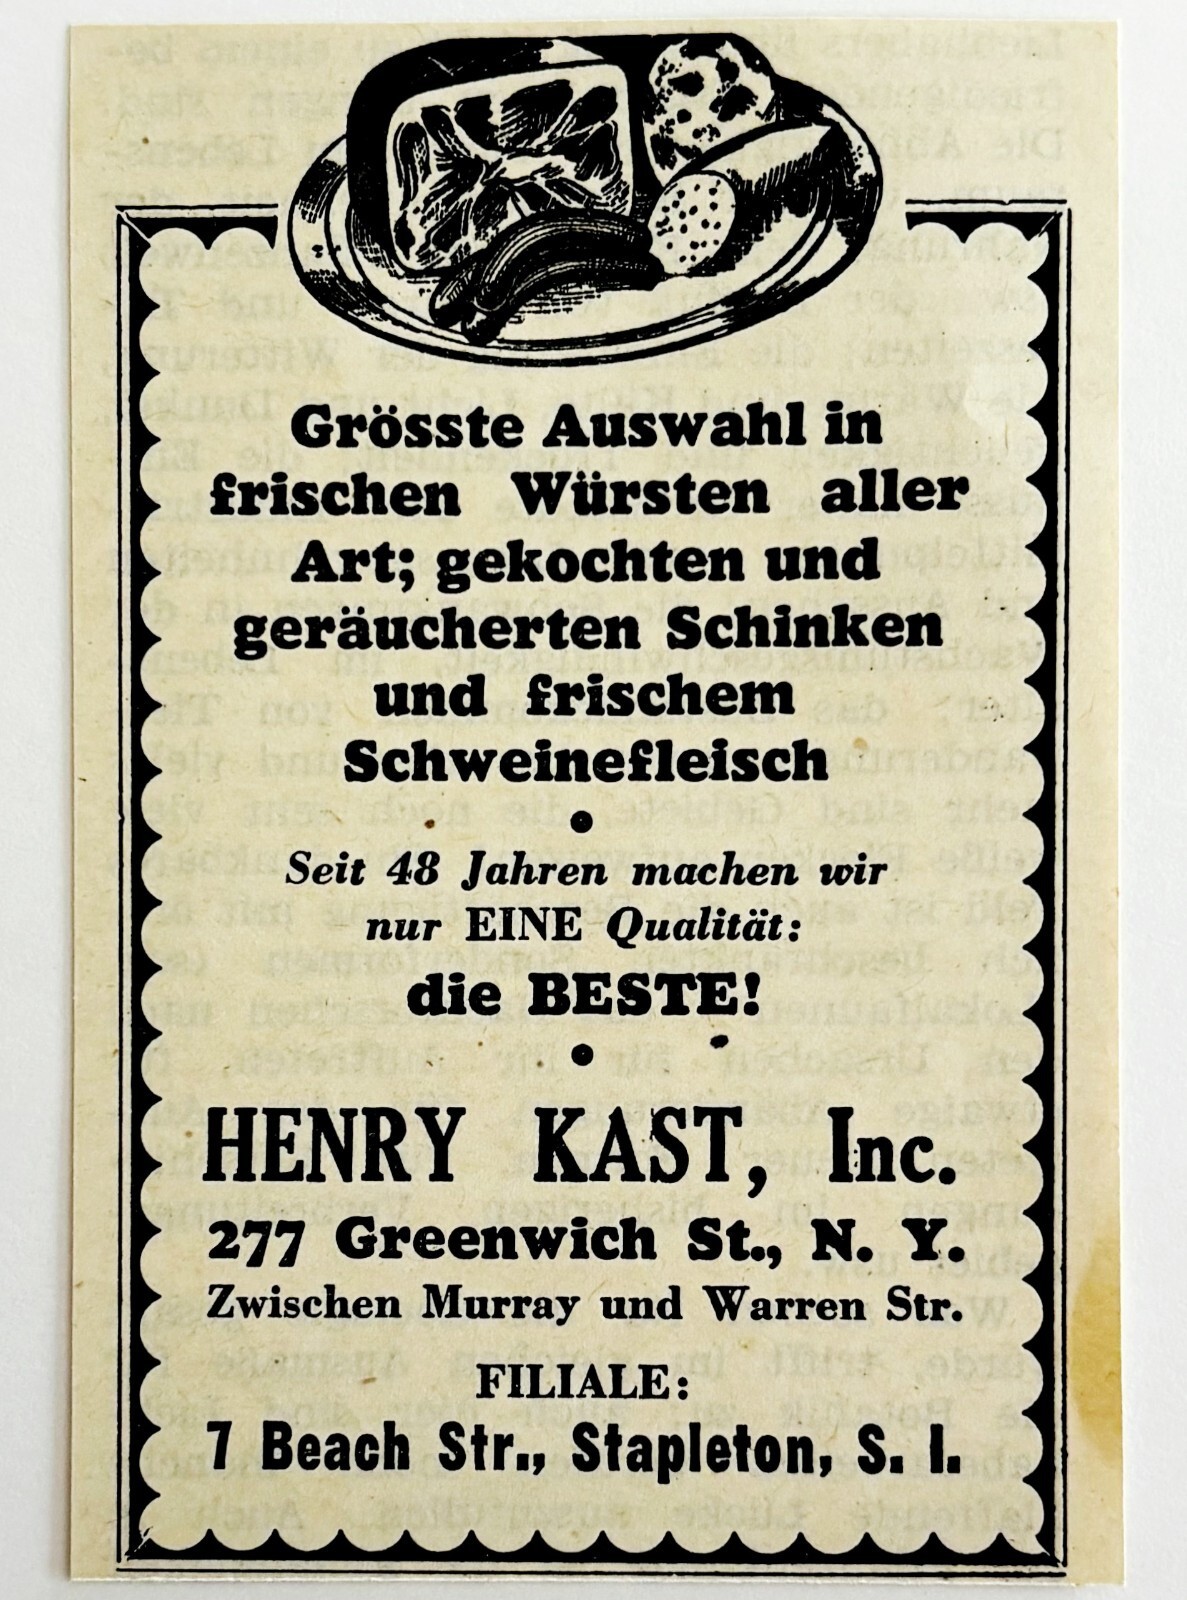 Grösste Auswahl in
frischen Würsten aller
Art; gekochten und
geräucherten Schinken
und frischem
Schweinefleisch
•
Seit 48 Jahren machen wir
nur EINE Qualität:
die BESTE!
•
HENRY KAST, Inc.
277 Greenwich St., N. Y.
Zwischen Murray und Warren Str.
FILIALE:
7 Beach Str., Stapleton, S. I.